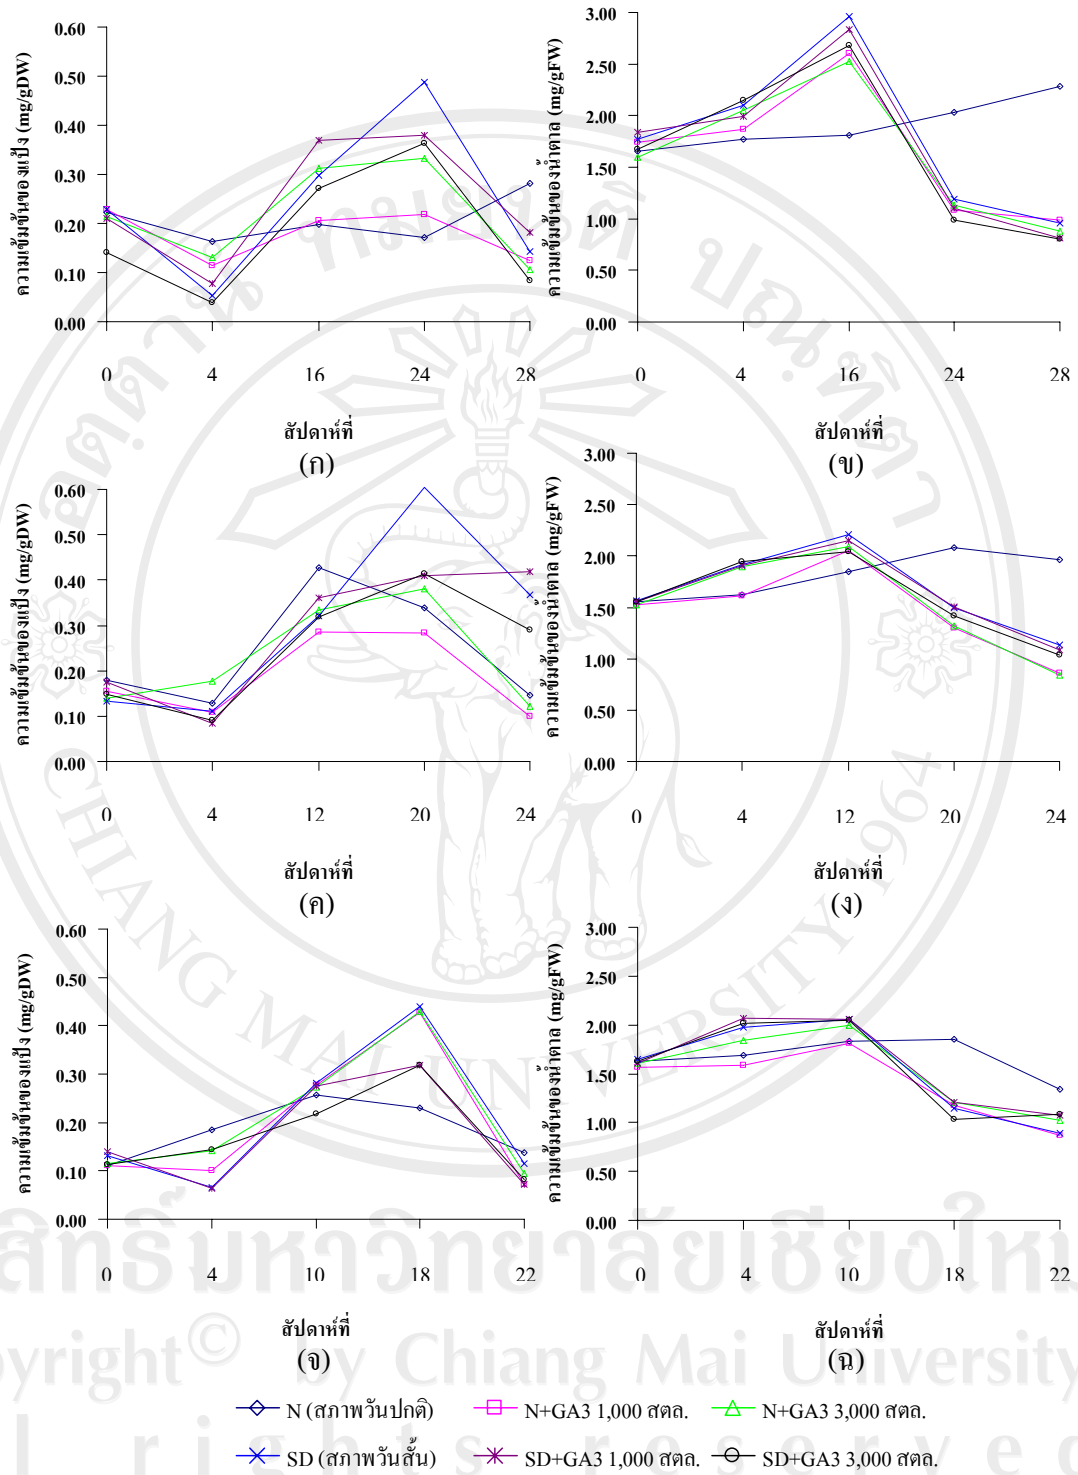 ความเข้มข้นของแป้ง (mg/gDW)
0.60
0.50
0.40
0.30
0.20
0.10
0.00
0 4 16 24 28
สัปดาห์ที่
(ก)
ความเข้มข้นของน้ำตาล (mg/gFW)
3.00
2.50
2.00
1.50
1.00
0.50
0.00
0 4 16 24 28
สัปดาห์ที่
(ข)
ความเข้มข้นของแป้ง (mg/gDW)
0.60
0.50
0.40
0.30
0.20
0.10
0.00
0 4 12 20 24
สัปดาห์ที่
(ค)
ความเข้มข้นของน้ำตาล (mg/gFW)
3.00
2.50
2.00
1.50
1.00
0.50
0.00
0 4 12 20 24
สัปดาห์ที่
(ง)
ความเข้มข้นของแป้ง (mg/gDW)
0.60
0.50
0.40
0.30
0.20
0.10
0.00
0 4 10 18 22
สัปดาห์ที่
(จ)
ความเข้มข้นของน้ำตาล (mg/gFW)
3.00
2.50
2.00
1.50
1.00
0.50
0.00
0 4 10 18 22
สัปดาห์ที่
(ฉ)
N (สภาพวันปกติ) N+GA3 1,000 สตล. N+GA3 3,000 สตล.
SD (สภาพวันสั้น) SD+GA3 1,000 สตล. SD+GA3 3,000 สตล.
CHIANG MAI UNIVERSITY 1964
by Chiang Mai University
rights reserved